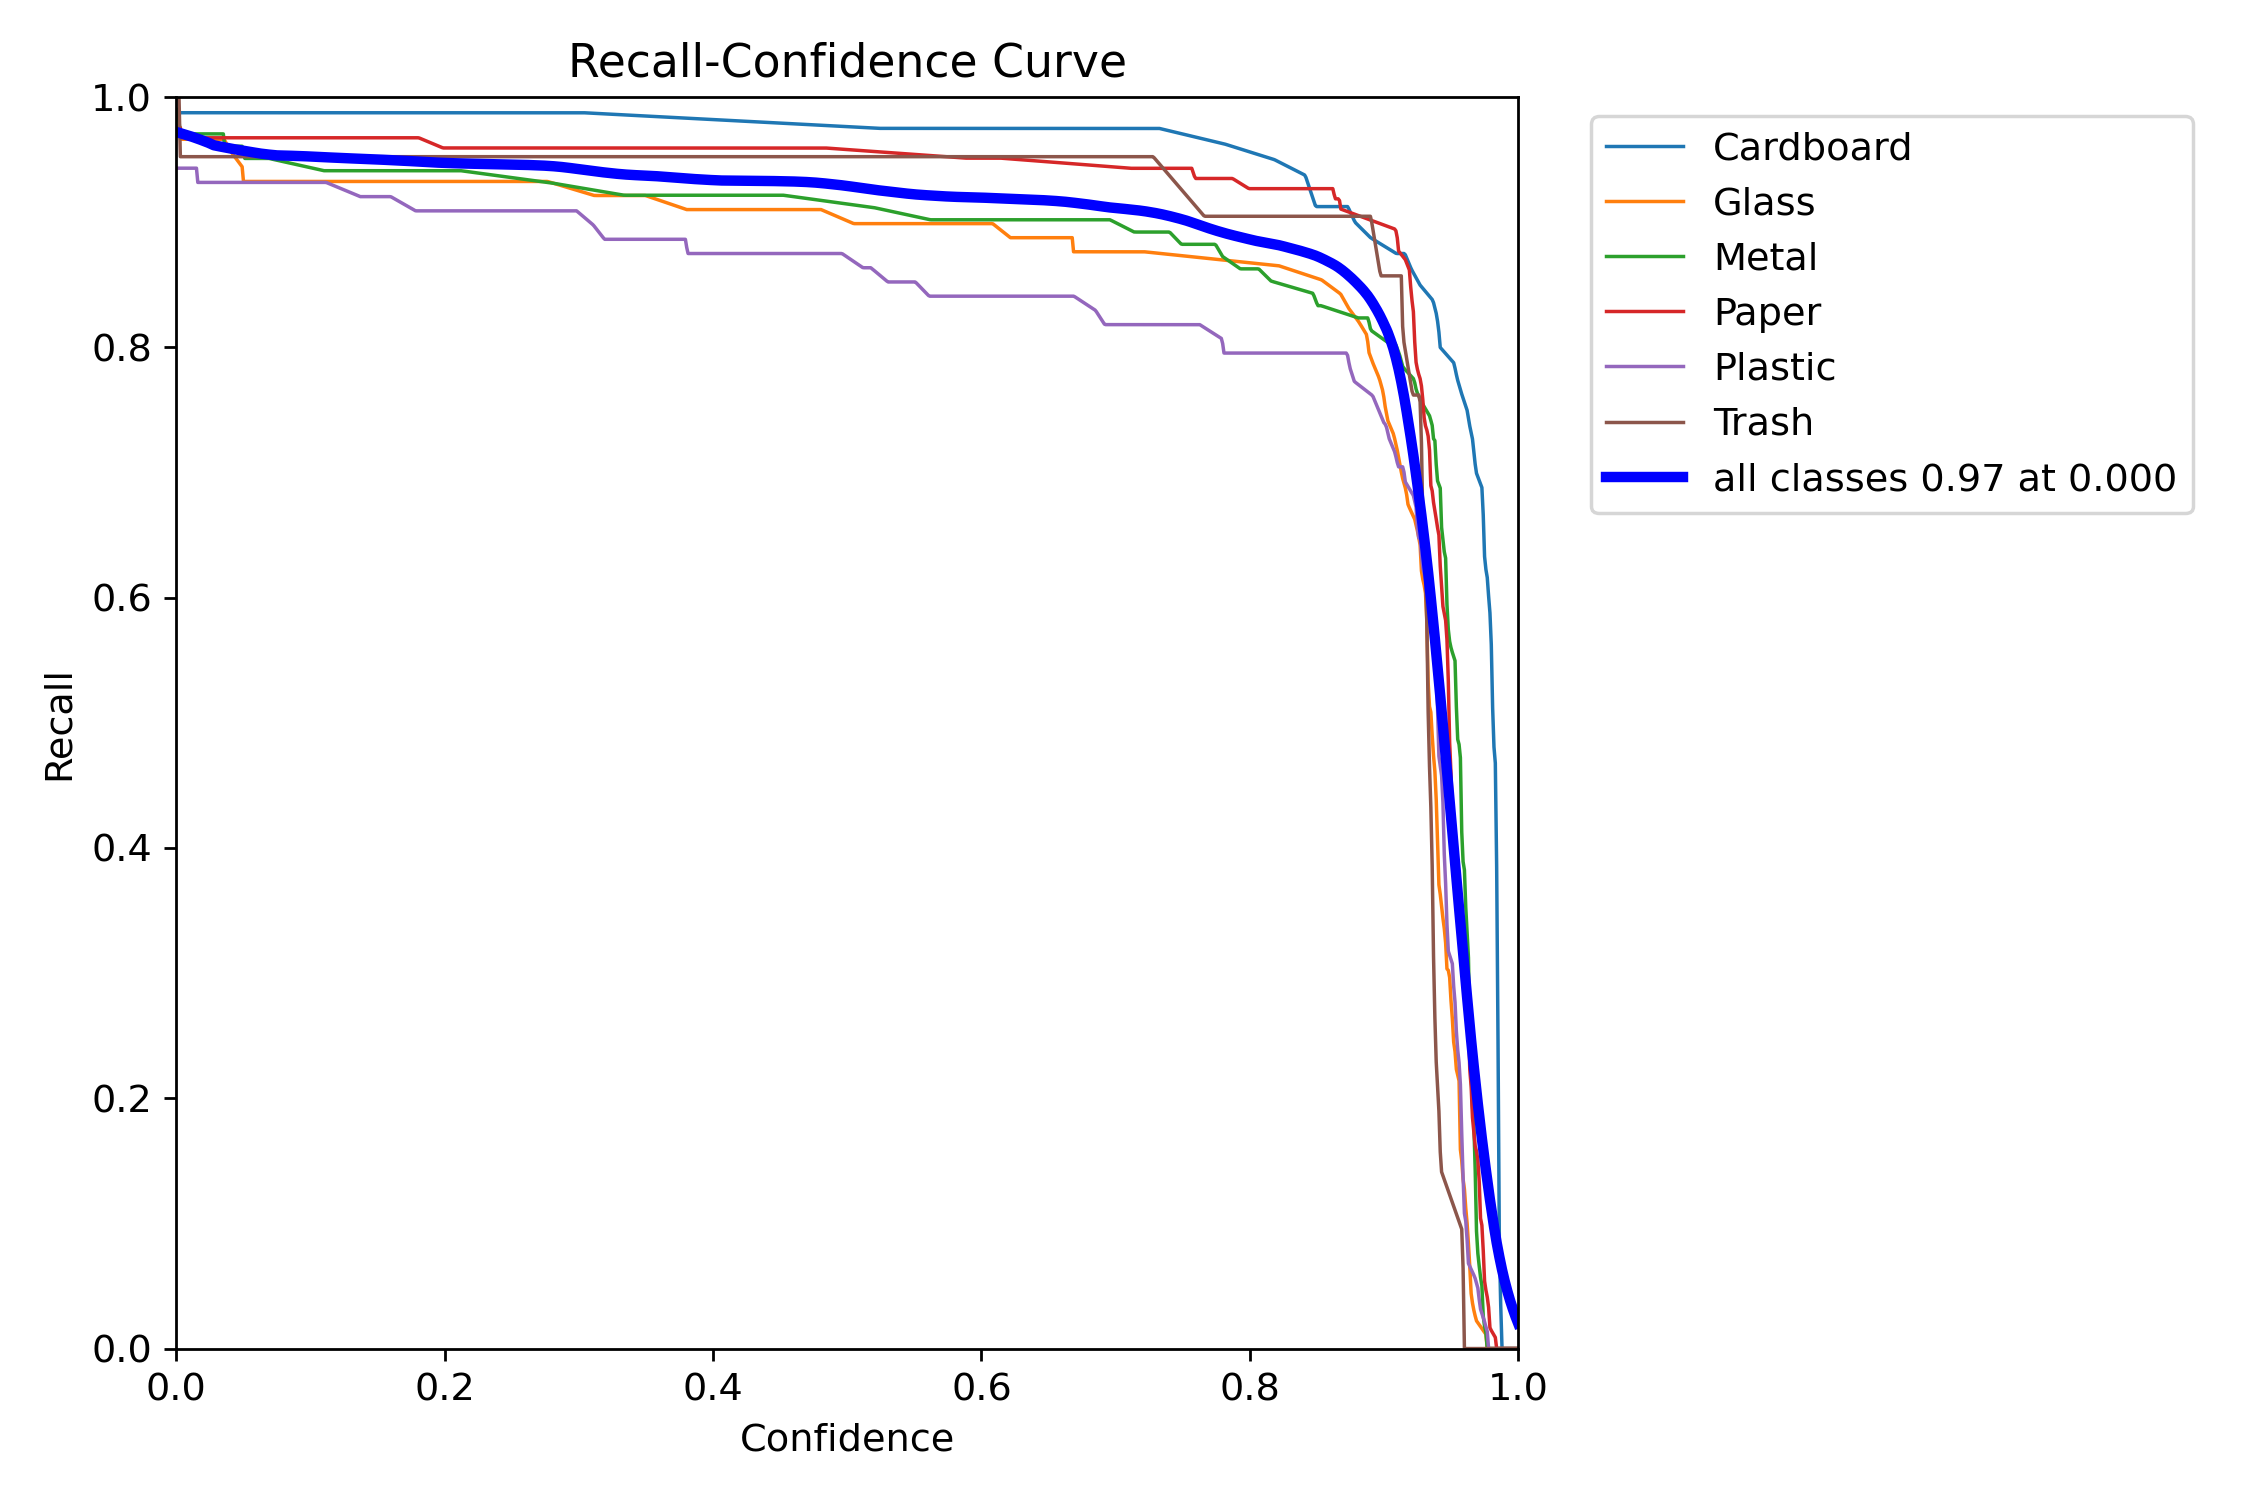 Recall-Confidence Curve
1.0
0.8
0.6
0.4
0.2
0.0
Recall
0.0 0.2 0.4 0.6 0.8 1.0
Confidence
Cardboard
Glass
Metal
Paper
Plastic
Trash
all classes 0.97 at 0.000